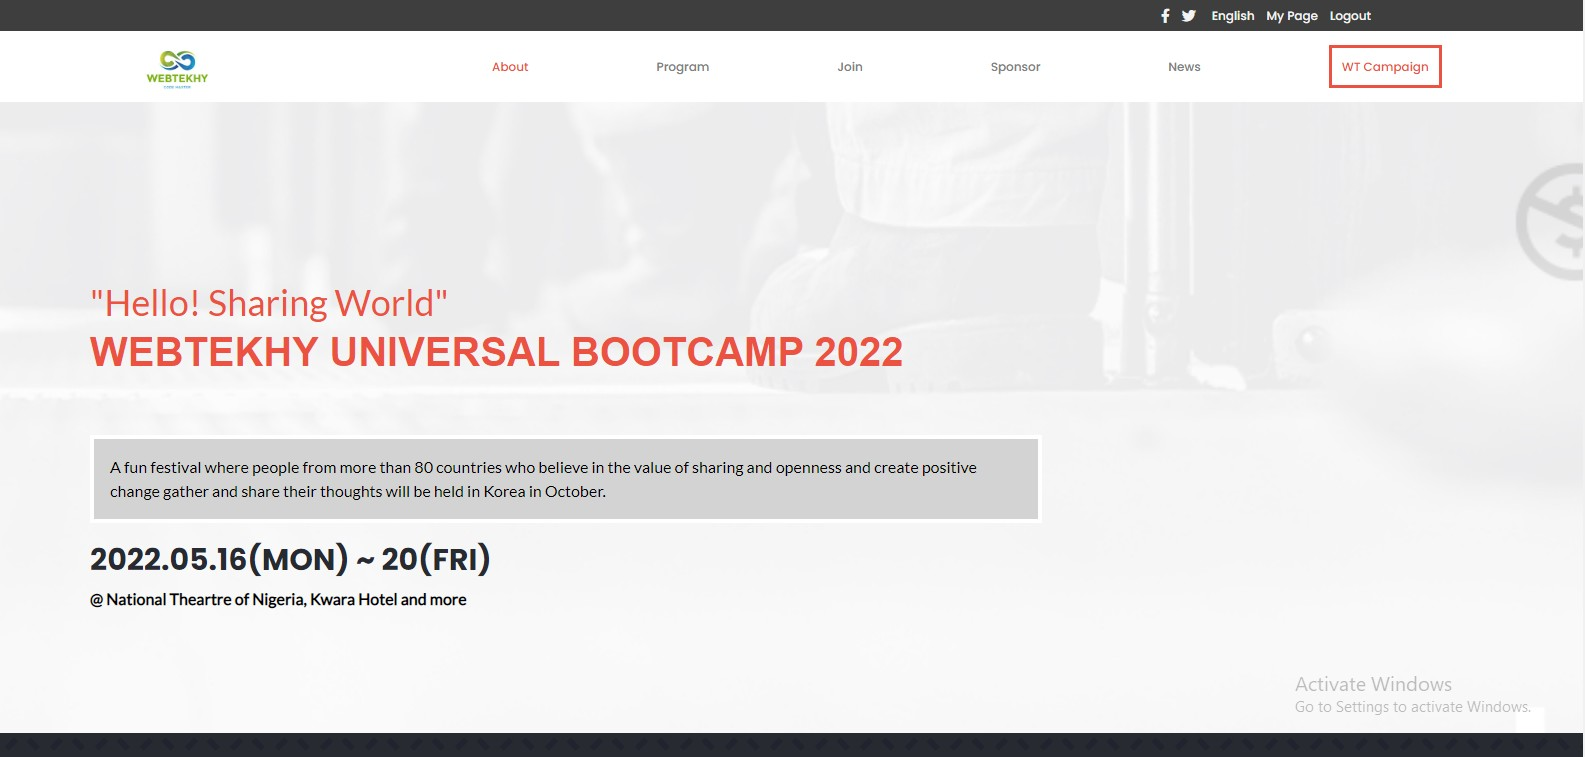 English My Page Logout
WEBTEKHY
About Program Join Sponsor News WT Campaign
"Hello! Sharing World"
WEBTEKHY UNIVERSAL BOOTCAMP 2022
A fun festival where people from more than 80 countries who believe in the value of sharing and openness and create positive
change gather and share their thoughts will be held in Korea in October.
2022.05.16(MON) ~ 20(FRI)
@ National Theartre of Nigeria, Kwara Hotel and more
Activate Windows
Go to Settings to activate Windows.